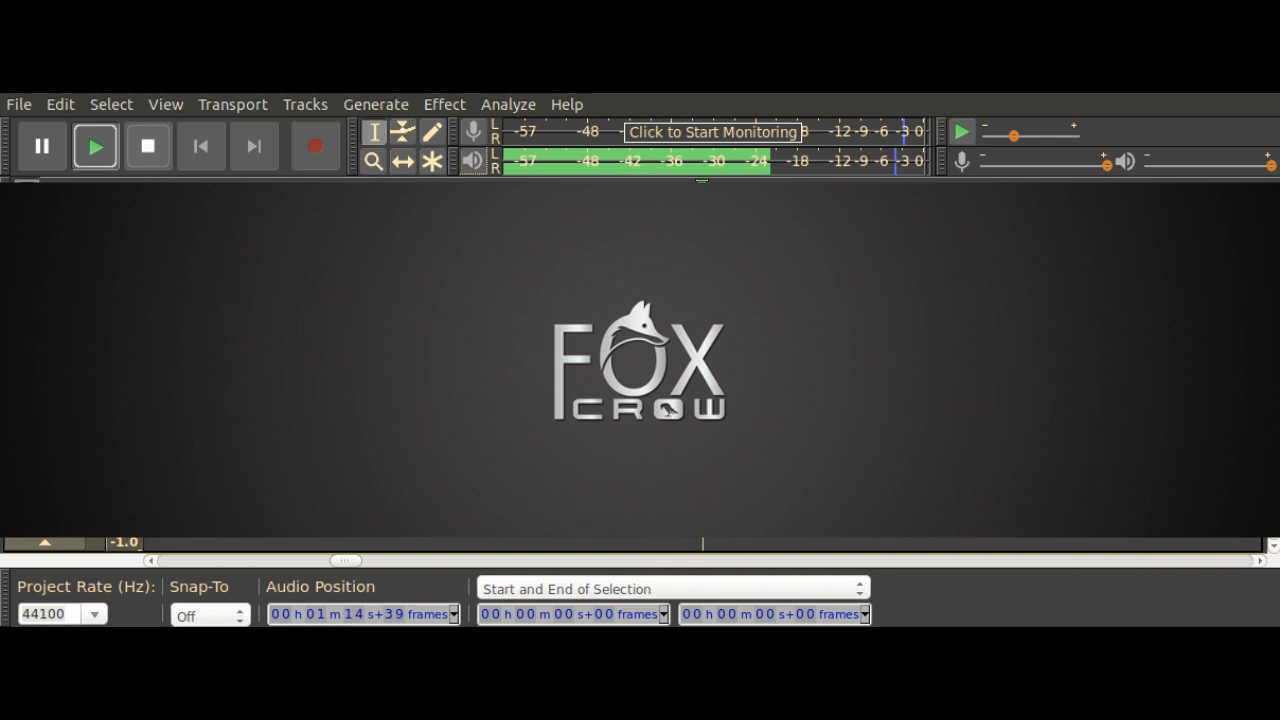 File Edit Select View Transport Tracks Generate Effect Analyze Help
L -57 -48 Click to Start Monitoring 8 -12 -9 -6 -3 0
R
- +
L -57 -48 -42 -36 -30 -24 -18 -12 -9 -6 -3 0
R
- + - +
FOX
CROW
-1.0
Project Rate (Hz): Snap-To Audio Position Start and End of Selection
44100 Off 00 h 01 m 14 s+39 frames 00 h 00 m 00 s+00 frames 00 h 00 m 00 s+00 frames